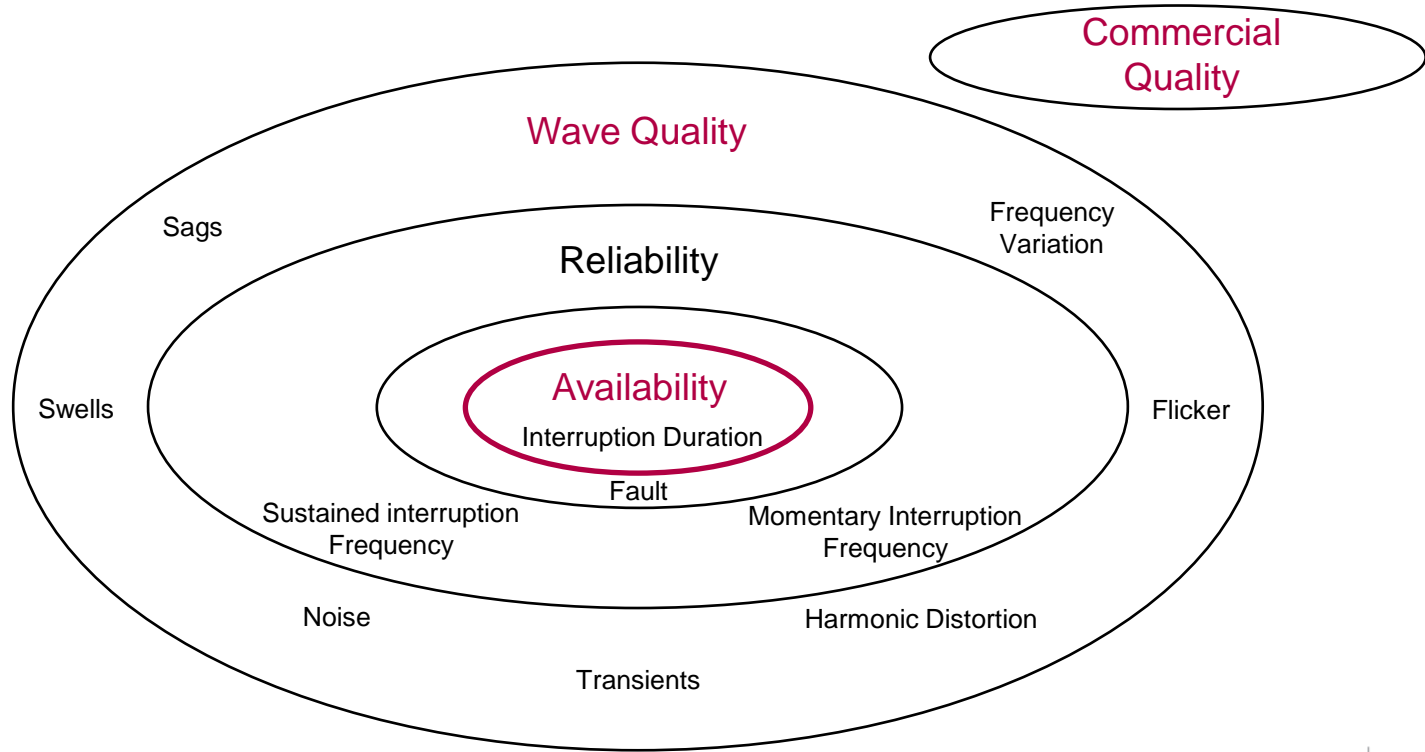 Commercial
Quality
Wave Quality
Sags
Frequency
Variation
Reliability
Availability
Swells
Flicker
Interruption Duration
Fault
Sustained interruption
Frequency
Momentary Interruption
Frequency
Noise
Harmonic Distortion
Transients